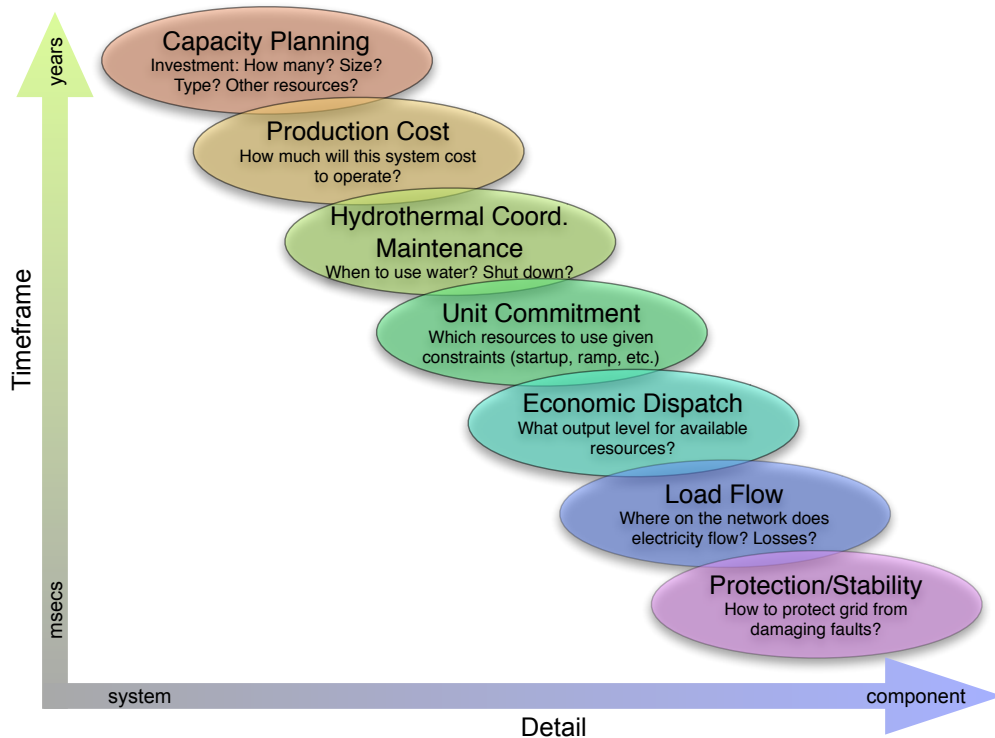 years
Capacity Planning
Investment: How many? Size?
Type? Other resources?
Production Cost
How much will this system cost
to operate?
Hydrothermal Coord.
Maintenance
When to use water? Shut down?
Unit Commitment
Which resources to use given
constraints (startup, ramp, etc.)
Timeframe
Economic Dispatch
What output level for available
resources?
Load Flow
Where on the network does
electricity flow? Losses?
msecs
Protection/Stability
How to protect grid from
damaging faults?
system
component
Detail